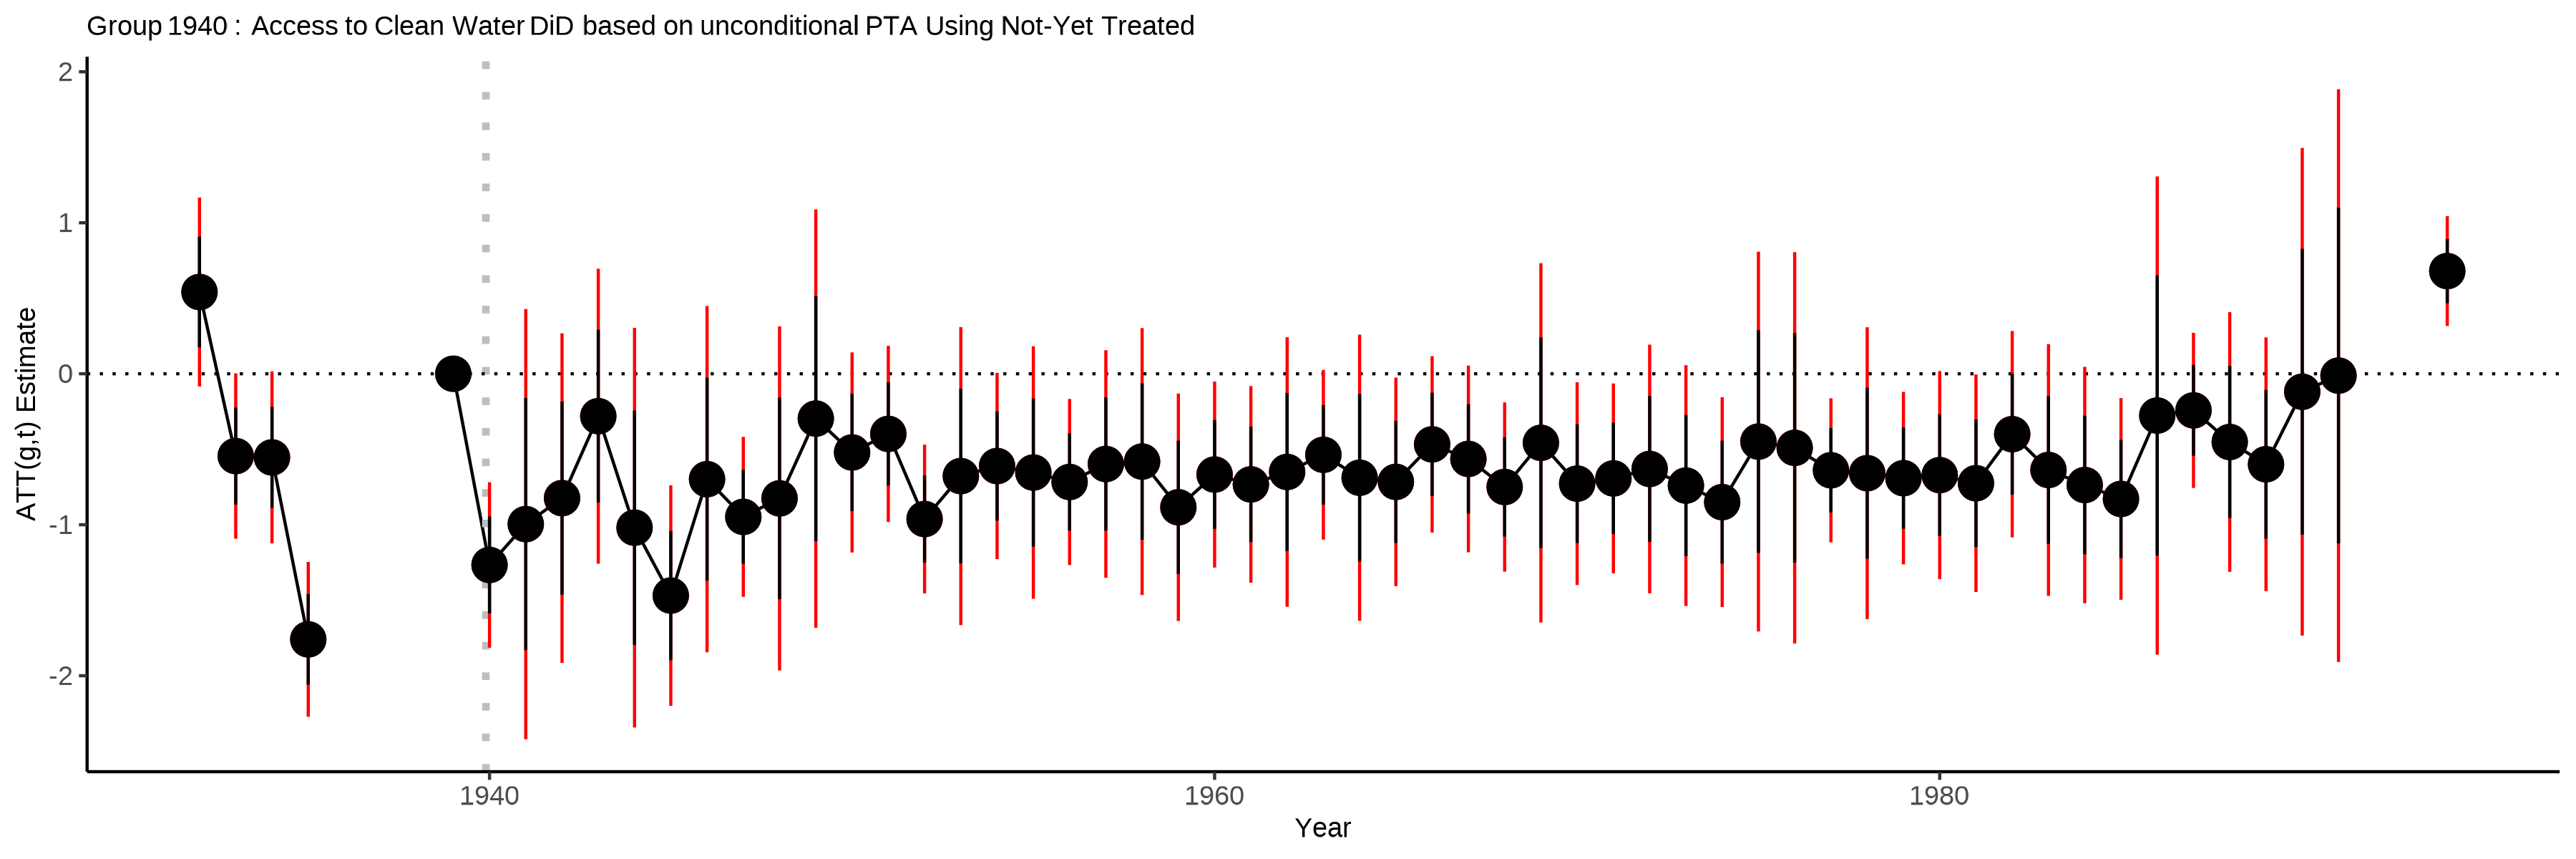 Group 1940 : Access to Clean Water DiD based on unconditional PTA Using Not-Yet Treated
2
1
0
-1
-2
ATT(g,t) Estimate
1940 1960 1980
Year